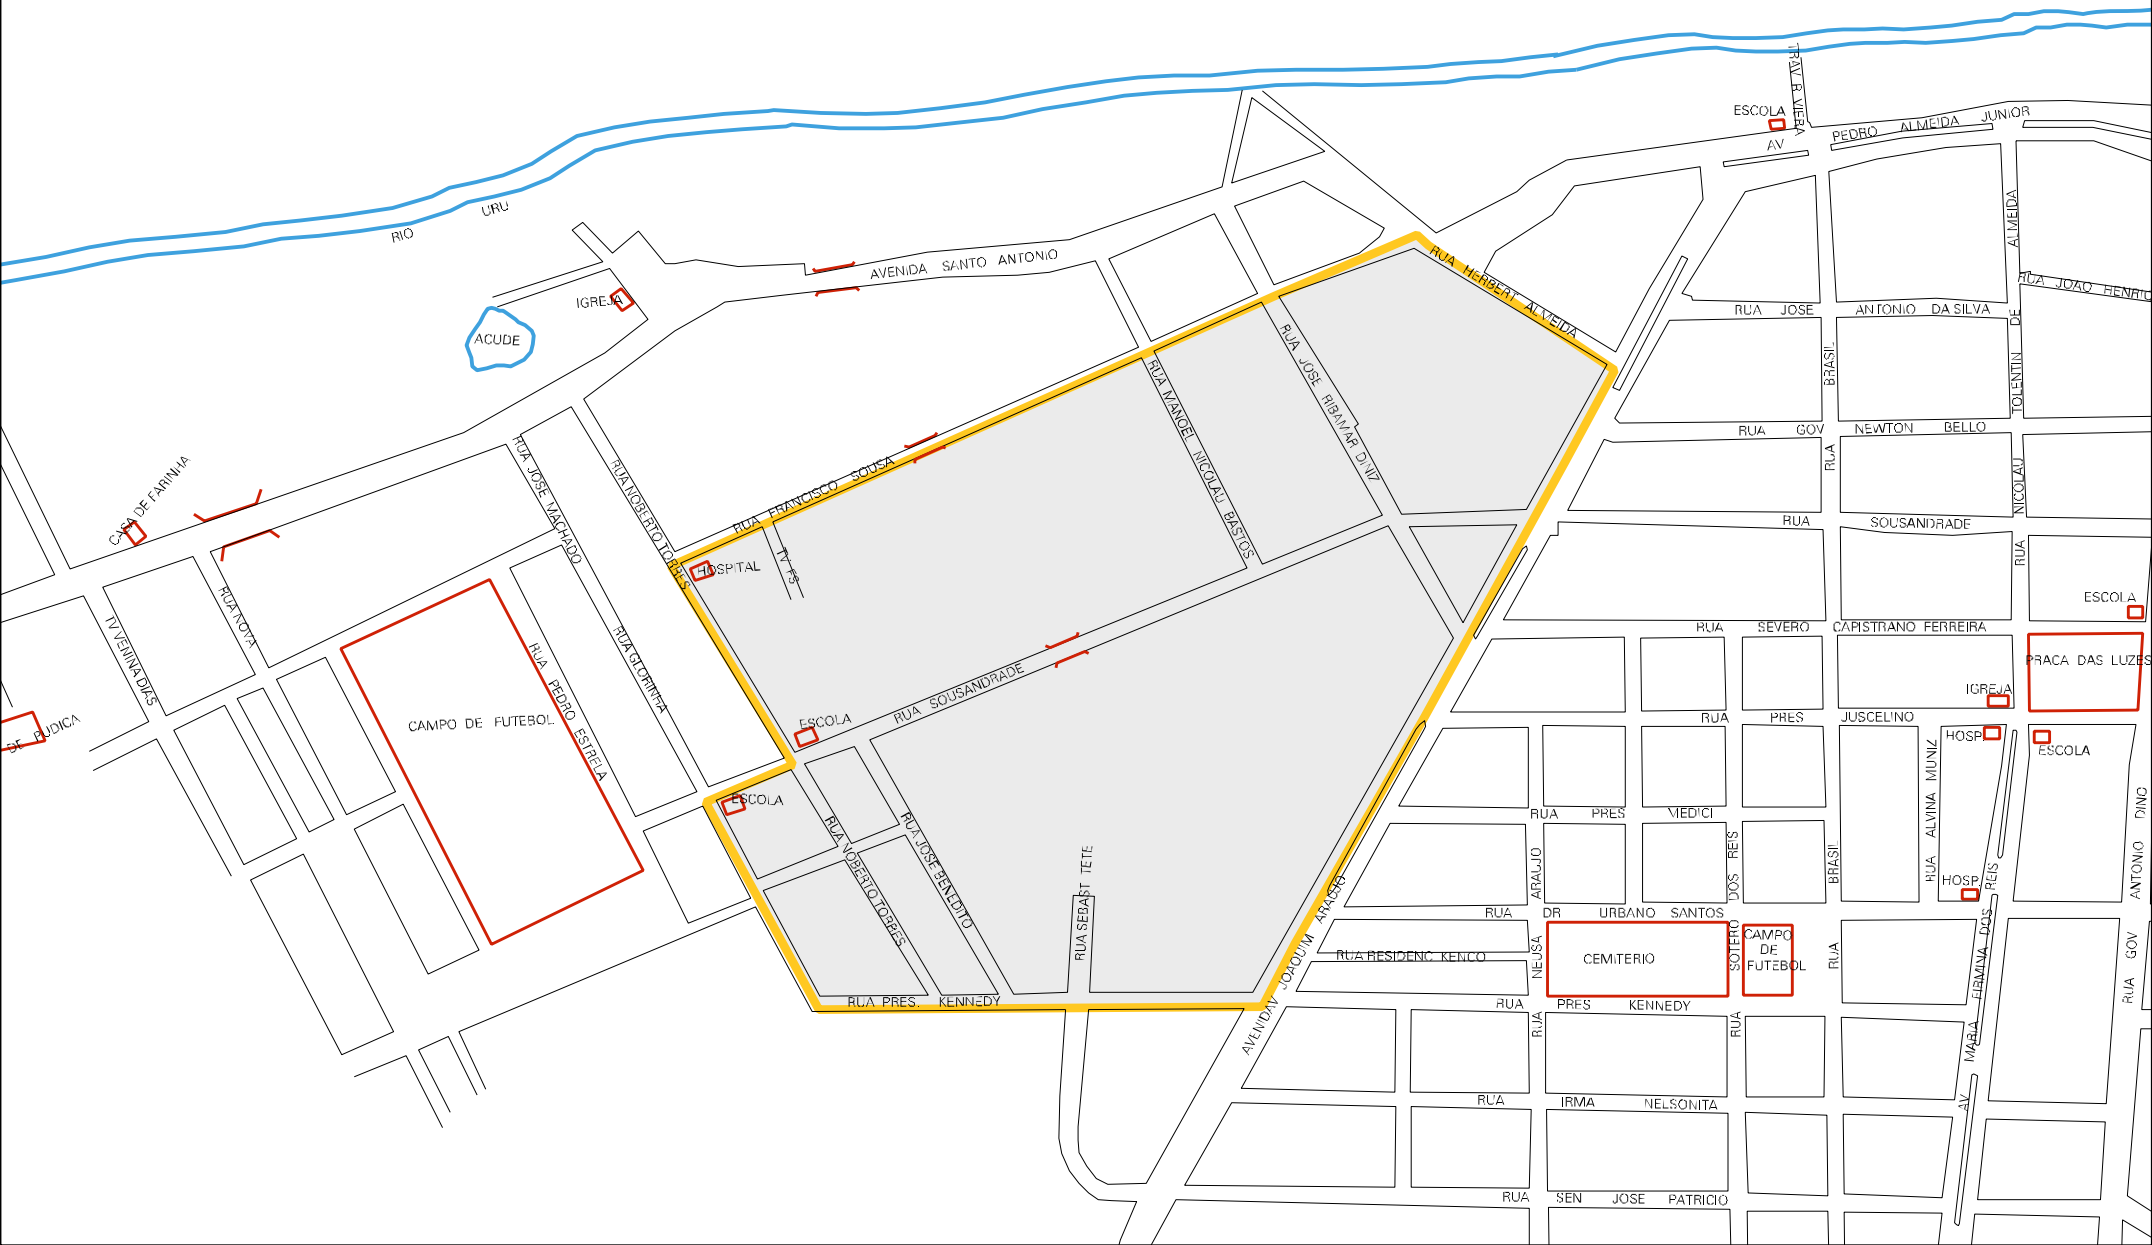 TRAV R VIERA
ESCOLA
AV PEDRO ALMEIDA JUNIOR
URU
RIO
AVENIDA SANTO ANTONIO
IGREJA
ACUDE
RUA HERBERT ALMEIDA
RUA JOAO HENRIC
RUA JOSE ANTONIO DA SILVA
RUA NICOLAU TOLENTIN DE ALMEIDA
RUA BRASIL
RUA JOSE RIBAMAR DINIZ
RUA MANOEL NICOLAU BASTOS
RUA GOV NEWTON BELLO
CASA DE FARINHA
RUA JOSE MACHADO
RUA NOBERTO TORRES
RUA FRANCISCO SOUSA
TV FS
HOSPITAL
RUA SOUSANDRADE
ESCOLA
RUA SEVERO CAPISTRANO FERREIRA
PRACA DAS LUZES
IGREJA
TV VENINA DIAS
RUA NOVA
RUA GLORINHA
RUA PEDRO ESTRELA
CAMPO DE FUTEBOL
DE PUDICA
RUA SOUSANDRADE
ESCOLA
ESCOLA
RUA PRES JUSCELINO
HOSP.
ESCOLA
RUA ALVINA MUNIZ
RUA PRES MEDICI
RUA NOBERTO TORRES
RUA JOSE BENEDITO
RUA SEBAST TETE
RUA NEUSA ARAUJO
RUA SOTERO DOS REIS
RUA BRASIL
HOSP.
AV MARIA FIRMINA DOS REIS
RUA GOV ANTONIO DINO
RUA DR URBANO SANTOS
CAMPO
DE
FUTEBOL
CEMITERIO
RUA RESIDENC KENCO
AVENIDAV JOAQUIM ARAUJO
RUA PRES. KENNEDY
RUA PRES KENNEDY
RUA IRMA NELSONITA
RUA SEN JOSE PATRICIO